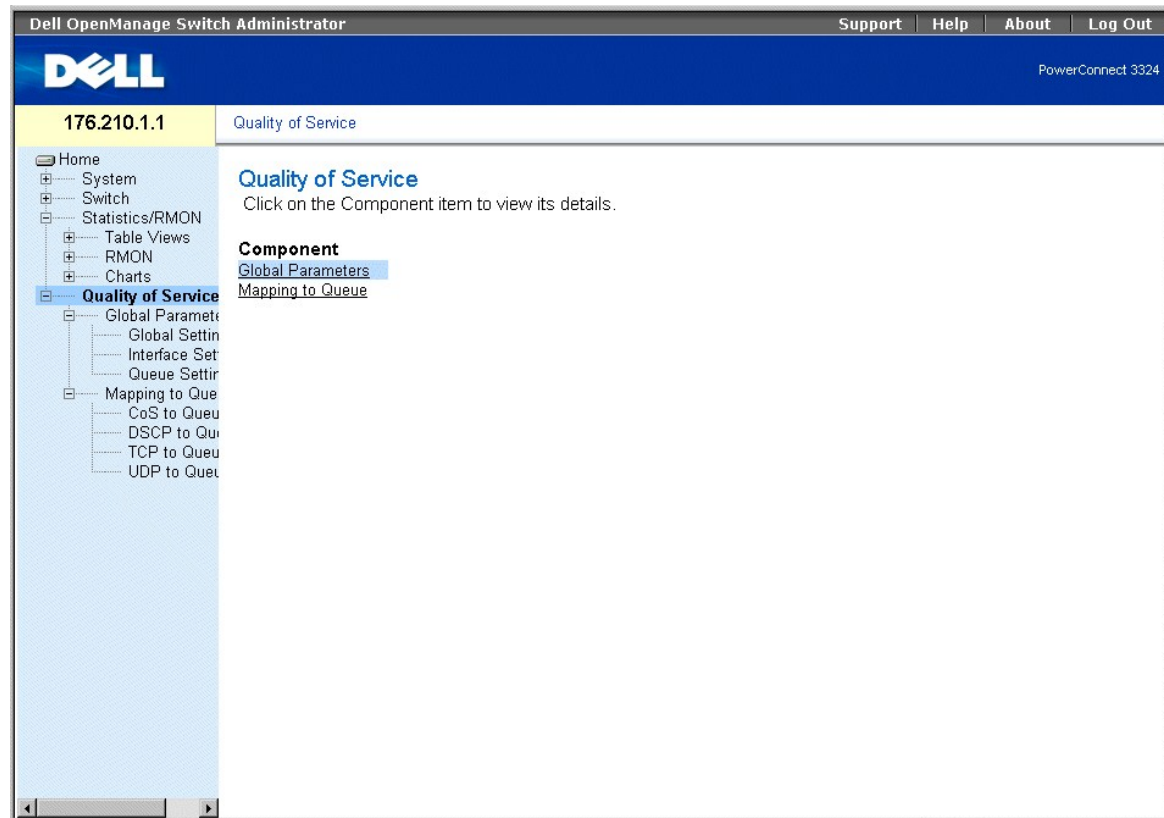 Dell OpenManage Switch Administrator Support Help About Log Out
DELL
PowerConnect 3324
176.210.1.1
Quality of Service
Home
System
Switch
Statistics/RMON
Table Views
RMON
Charts
Quality of Service
Global Paramete
Global Settin
Interface Set
Queue Settin
Mapping to Que
CoS to Queu
DSCP to Qu
TCP to Queu
UDP to Queu
Quality of Service
Click on the Component item to view its details.
Component
Global Parameters
Mapping to Queue